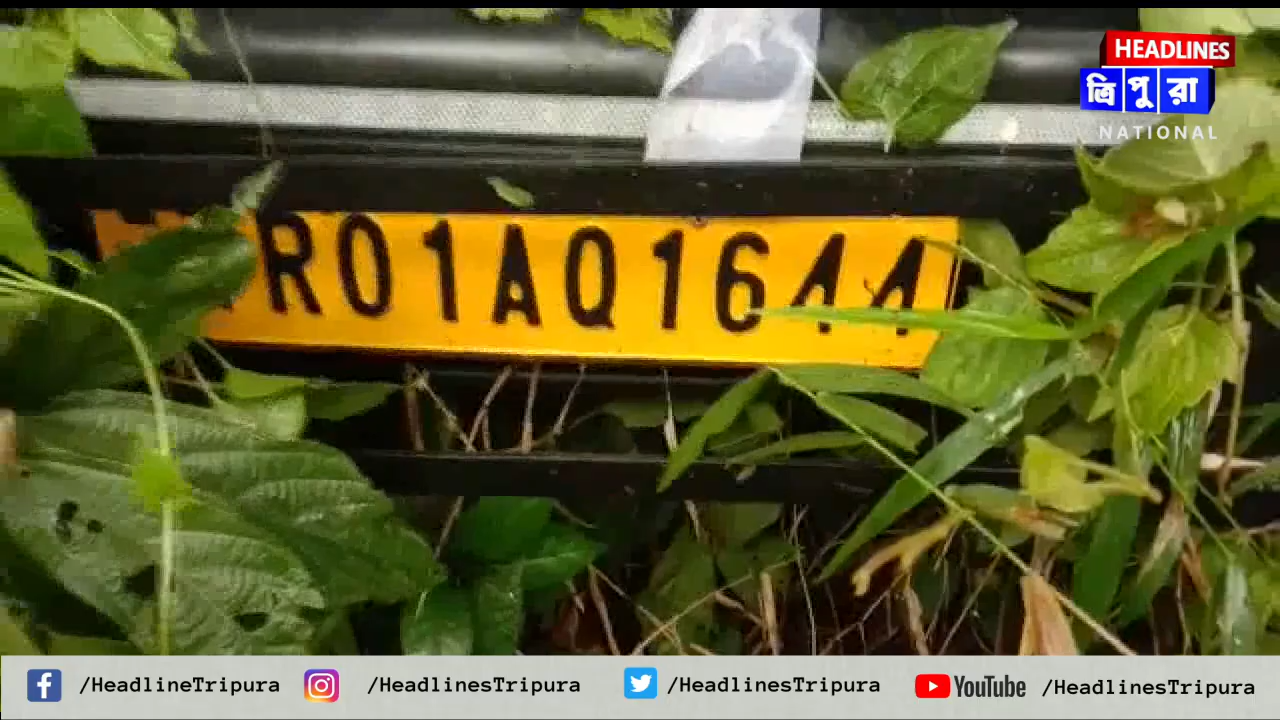 HEADLINES
ত্রিপুরা
NATIONAL
R01AQ1644
/HeadlineTripura /HeadlinesTripura /HeadlinesTripura YouTube /HeadlinesTripura